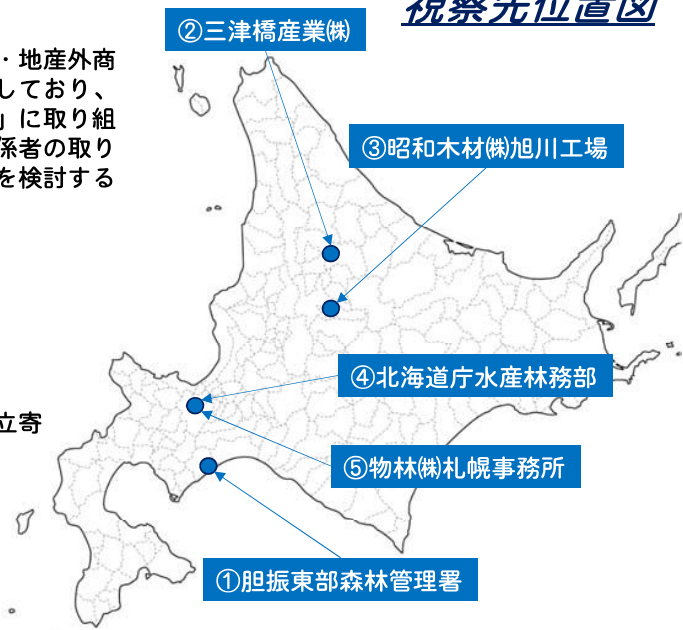 視察先位置図
②三津橋産業㈱
・地産外商
しており、
」に取り組
係者の取り
を検討する
③昭和木材㈱旭川工場
④北海道庁水産林務部
立寄
⑤物林㈱札幌事務所
①胆振東部森林管理署